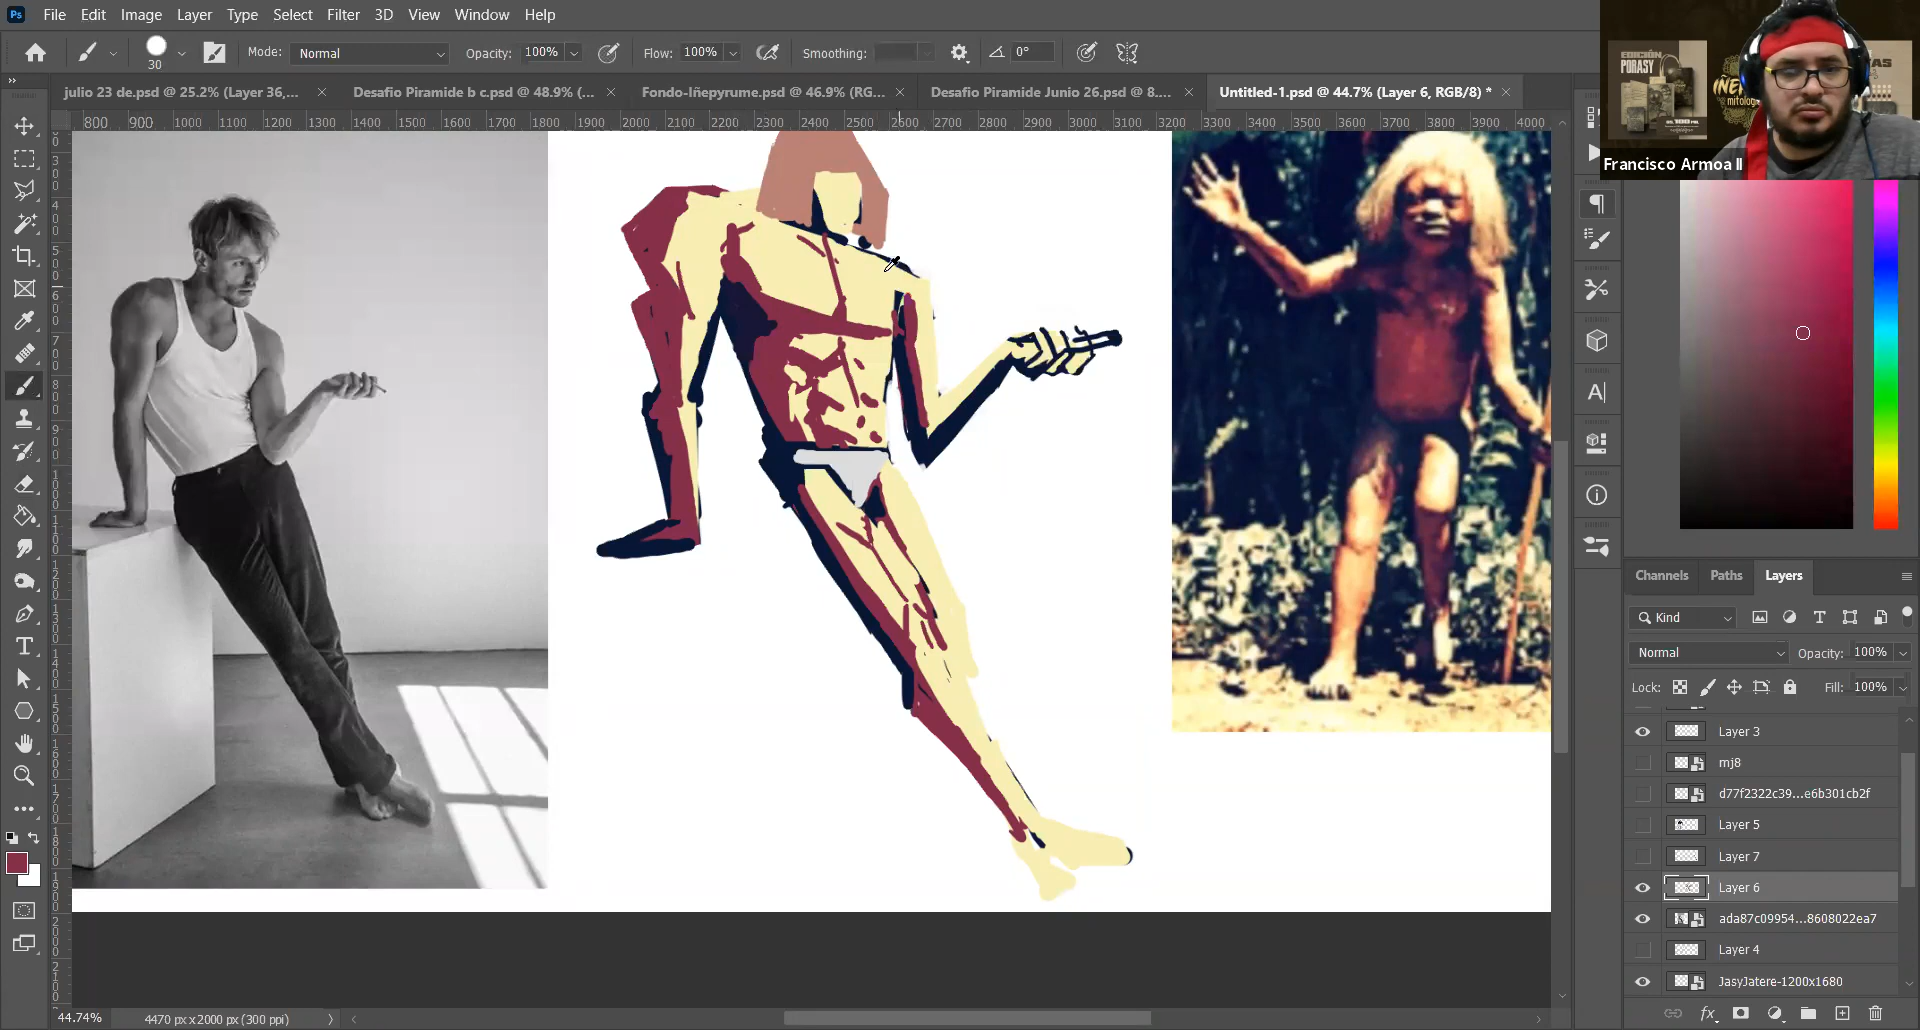 Ps File Edit Image Layer Type Select Filter 3D View Window Help
30 Mode: Normal Opacity: 100% Flow: 100% Smoothing: 0°
julio 23 de.psd @ 25.2% (Layer 36,... Desafio Piramide b c.psd @ 48.9% (... Fondo-Iñepyrume.psd @ 46.9% (RG... Desafio Piramide Junio 26.psd @ 8.... Untitled-1.psd @ 44.7% (Layer 6, RGB/8) *
800 900 1000 1100 1200 1300 1400 1500 1600 1700 1800 1900 2000 2100 2200 2300 2400 2500 2600 2700 2800 2900 3000 3100 3200 3300 3400 3500 3600 3700 3800 3900 4000
EDICIÓN
PORASY
Francisco Armoa II
Channels Paths Layers
Kind
Normal Opacity: 100%
Lock: Fill: 100%
Layer 3
mj8
d77f2322c39...e6b301cb2f
Layer 5
Layer 7
Layer 6
ada87c09954...8608022ea7
Layer 4
JasyJatere-1200x1680
fx
44.74% 4470 px x 2000 px (300 ppi)